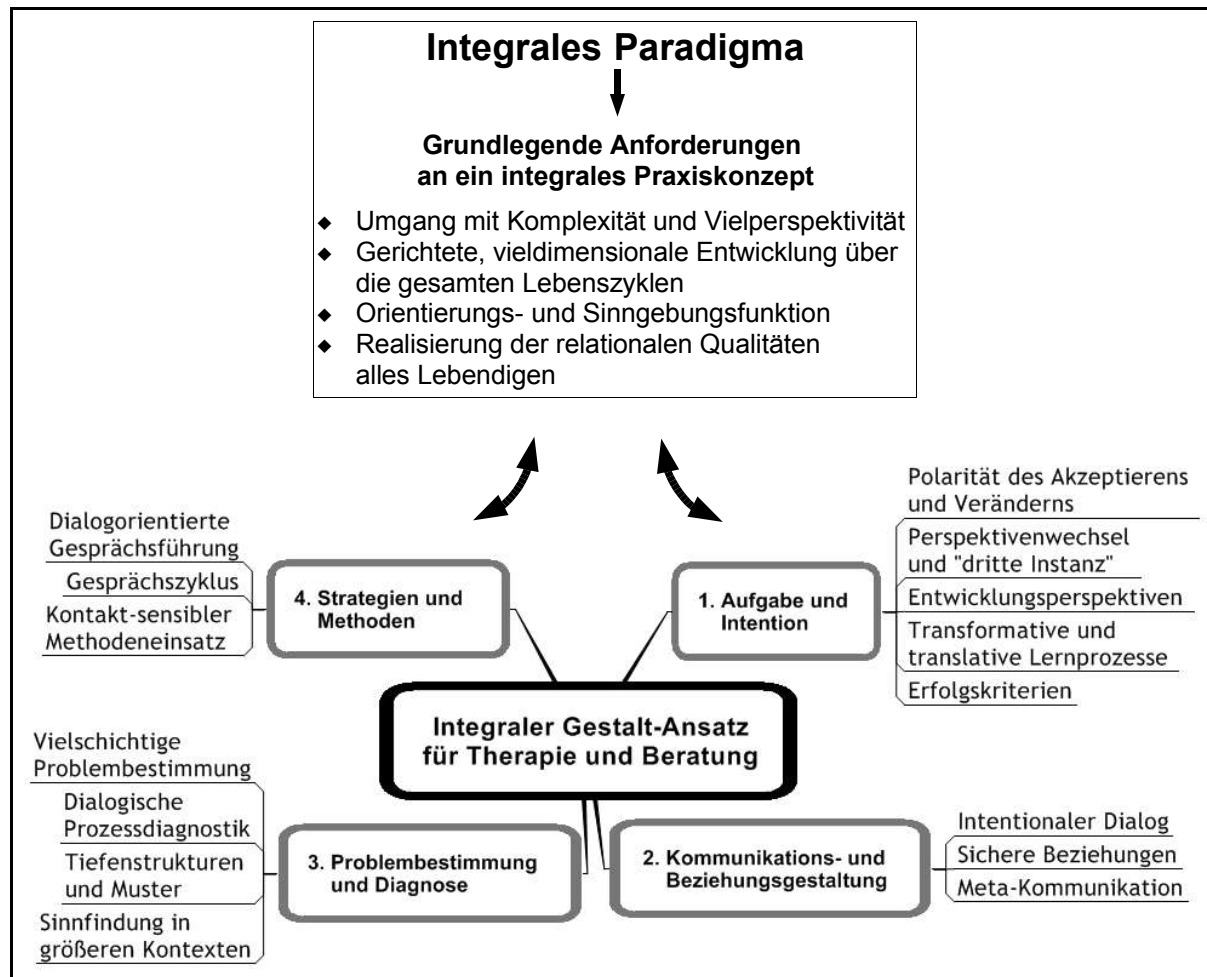 Integrales Paradigma
Grundlegende Anforderungen
an ein integrales Praxiskonzept
◆ Umgang mit Komplexität und Vielperspektivität
◆ Gerichtete, vieldimensionale Entwicklung über
die gesamten Lebenszyklen
◆ Orientierungs- und Sinngebungsfunktion
◆ Realisierung der relationalen Qualitäten
alles Lebendigen
Dialogorientierte
Gesprächsführung
Gesprächszyklus
Kontakt-sensibler
Methodeneinsatz
4. Strategien und
Methoden
1. Aufgabe und
Intention
Polarität des Akzeptierens
und Veränderns
Perspektivenwechsel
und "dritte Instanz"
Entwicklungsperspektiven
Transformative und
translative Lernprozesse
Erfolgskriterien
Integraler Gestalt-Ansatz
für Therapie und Beratung
Vielschichtige
Problembestimmung
Dialogische
Prozessdiagnostik
Tiefenstrukturen
und Muster
Sinnfindung in
größeren Kontexten
3. Problembestimmung
und Diagnose
2. Kommunikations- und
Beziehungsgestaltung
Intentionaler Dialog
Sichere Beziehungen
Meta-Kommunikation